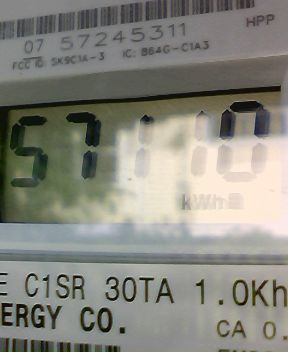 HPP
07 57245311
FCC ID: SK9C1A-3 IC: 864G-C1A3
57110
kWh
E C1SR 30TA 1.0Kh
ERGY CO.
CA 0.